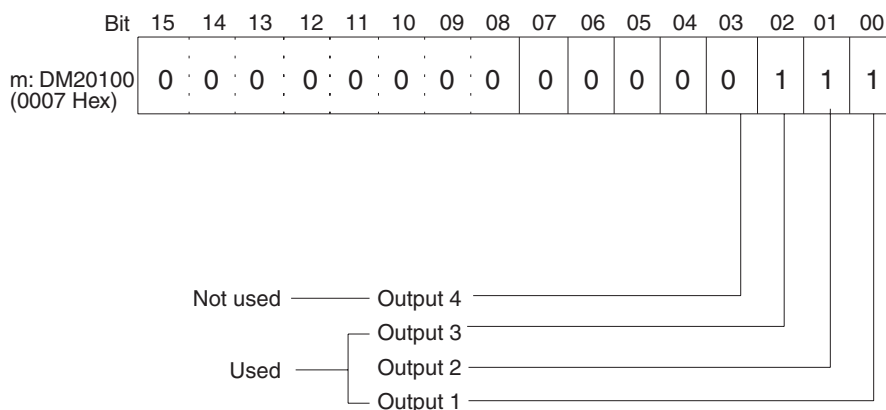 Bit 15 14 13 12 11 10 09 08 07 06 05 04 03 02 01 00
m: DM20100 0 0 0 0 0 0 0 0 0 0 0 0 0 1 1 1
(0007 Hex)
Not used Output 4
Output 3
Used Output 2
Output 1